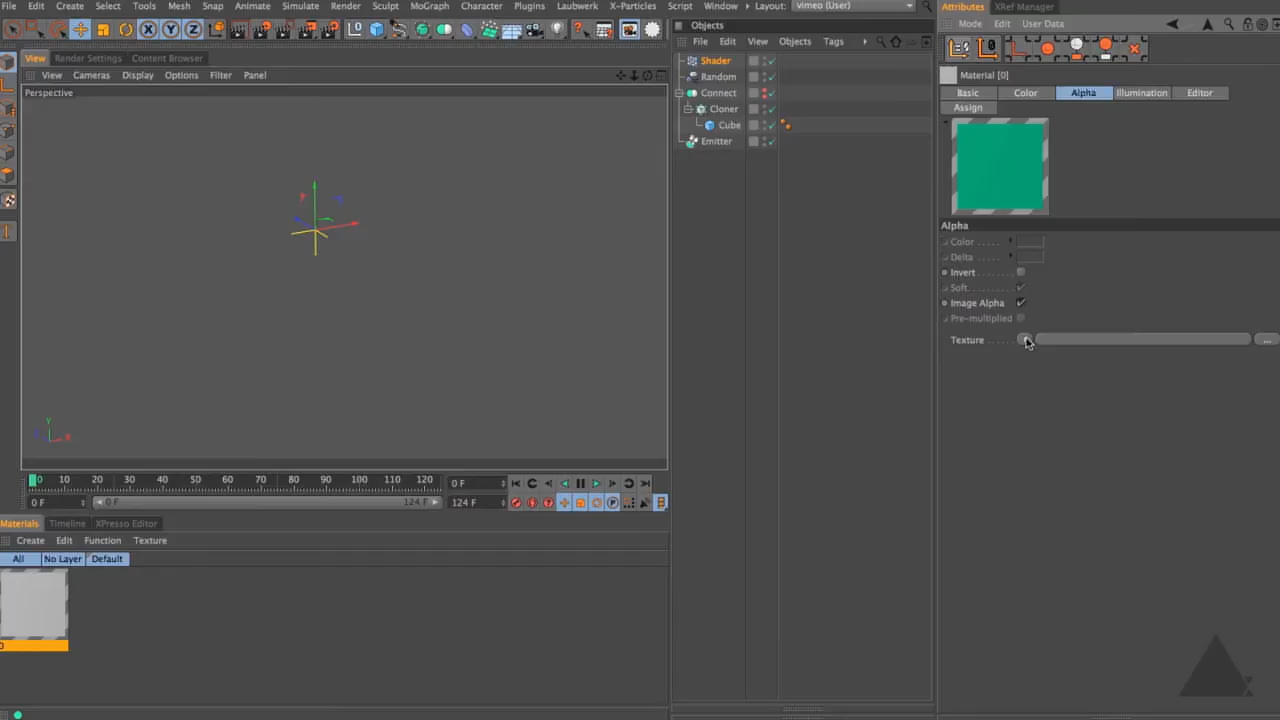 File Edit Create Select Tools Mesh Snap Animate Simulate Render Sculpt MoGraph Character Plugins Laubwerk X-Particles Script Window Layout: Vimeo (User)
View Render Settings Content Browser
View Cameras Display Options Filter Panel
Perspective
Y
X
0 10 20 30 40 50 60 70 80 90 100 110 120 0 F
0 F 0 F 124 F 124 F
Materials Timeline XPresso Editor
Create Edit Function Texture
All No Layer Default
0
Objects
File Edit View Objects Tags
Shader
Random
Connect
Cloner
Cube
Emitter
Attributes XRef Manager
Mode Edit User Data
Material [0]
Basic Color Alpha Illumination Editor
Assign
Alpha
Color . . . . .
Delta . . . . .
Invert . . . . . . .
Soft. . . . . . . . .
Image Alpha
Pre-multiplied
Texture . . . . . . ...